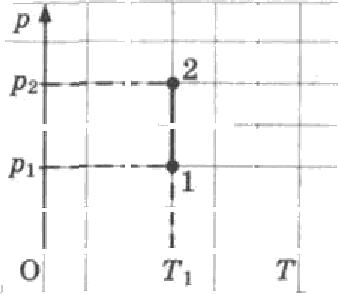 p
p₂ 2
p₁ 1
O T₁ T